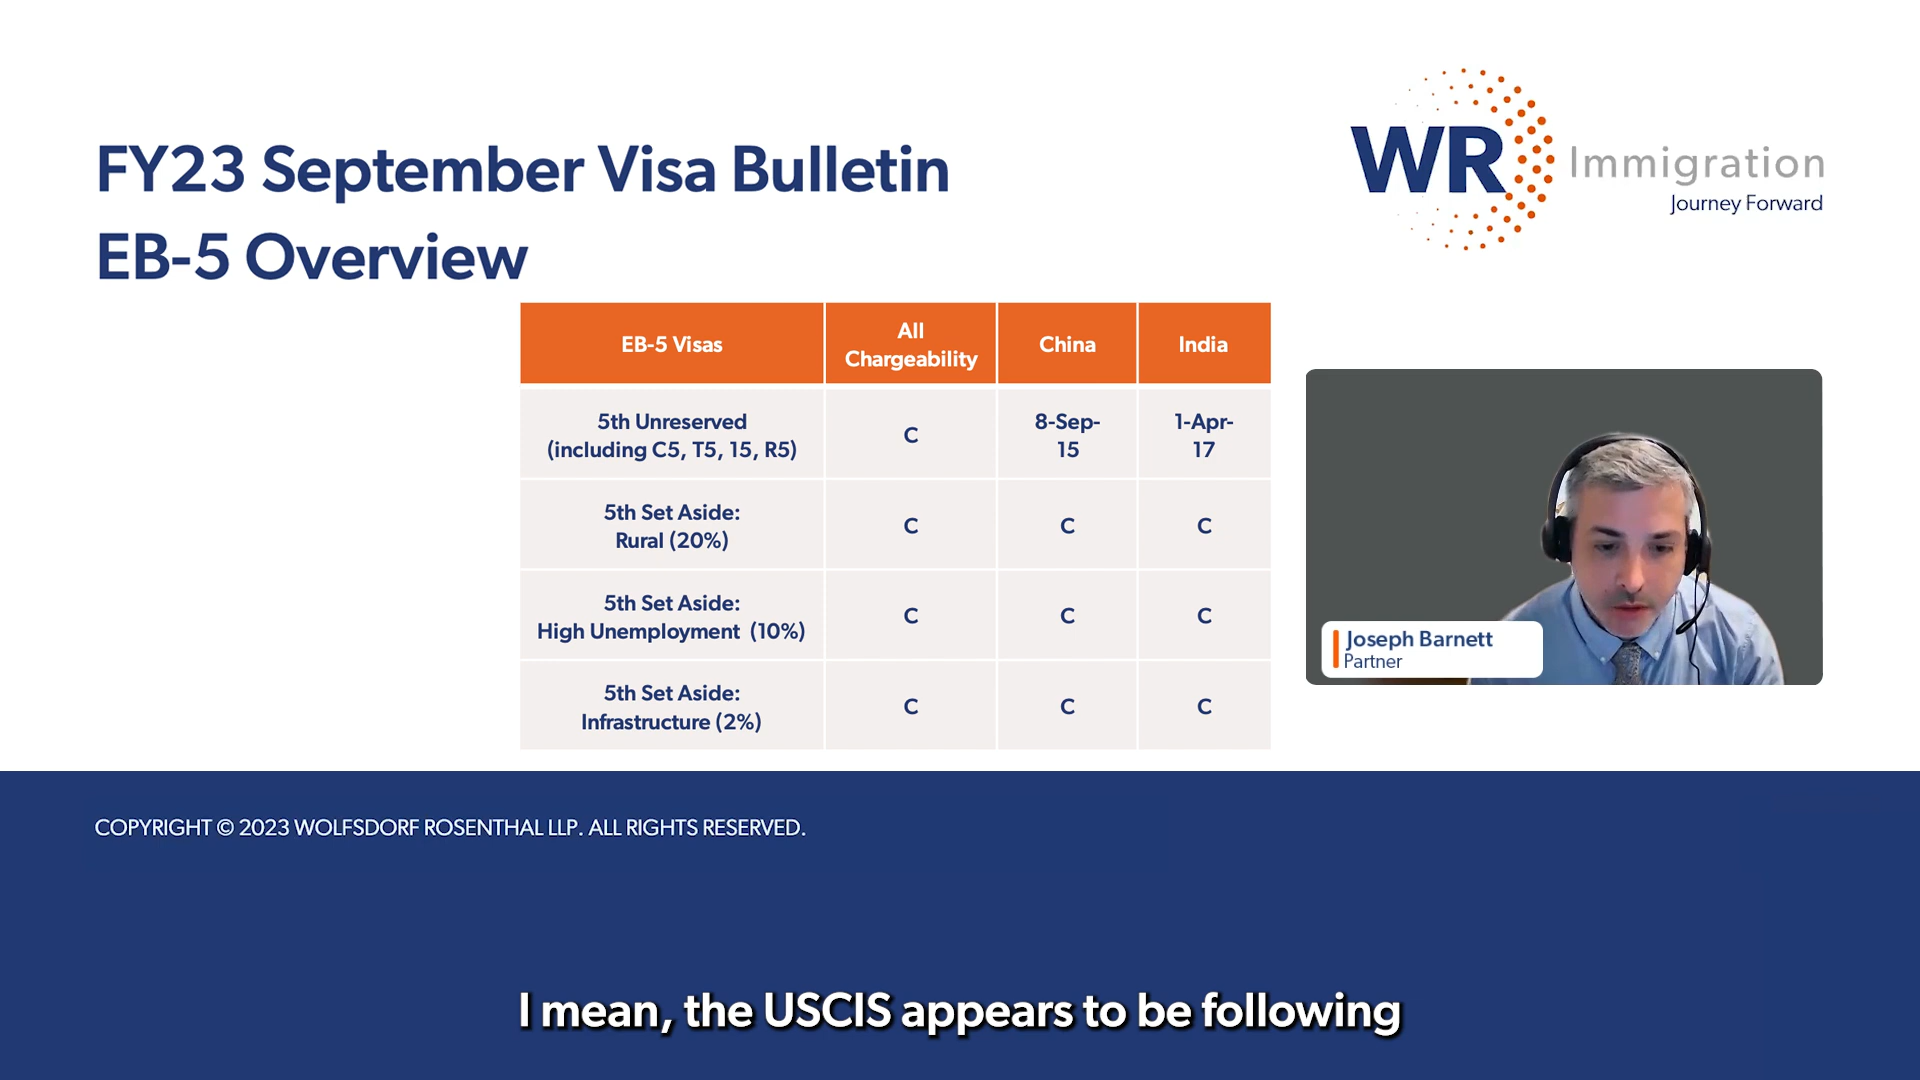 FY23 September Visa Bulletin
EB-5 Overview
WR Immigration
Journey Forward
EB-5 Visas
All
Chargeability
China
India
5th Unreserved
(including C5, T5, 15, R5)
C
8-Sep-
15
1-Apr-
17
5th Set Aside:
Rural (20%)
C
C
C
5th Set Aside:
High Unemployment (10%)
C
C
C
5th Set Aside:
Infrastructure (2%)
C
C
C
Joseph Barnett
Partner
COPYRIGHT © 2023 WOLFSDORF ROSENTHAL LLP. ALL RIGHTS RESERVED.
I mean, the USCIS appears to be following